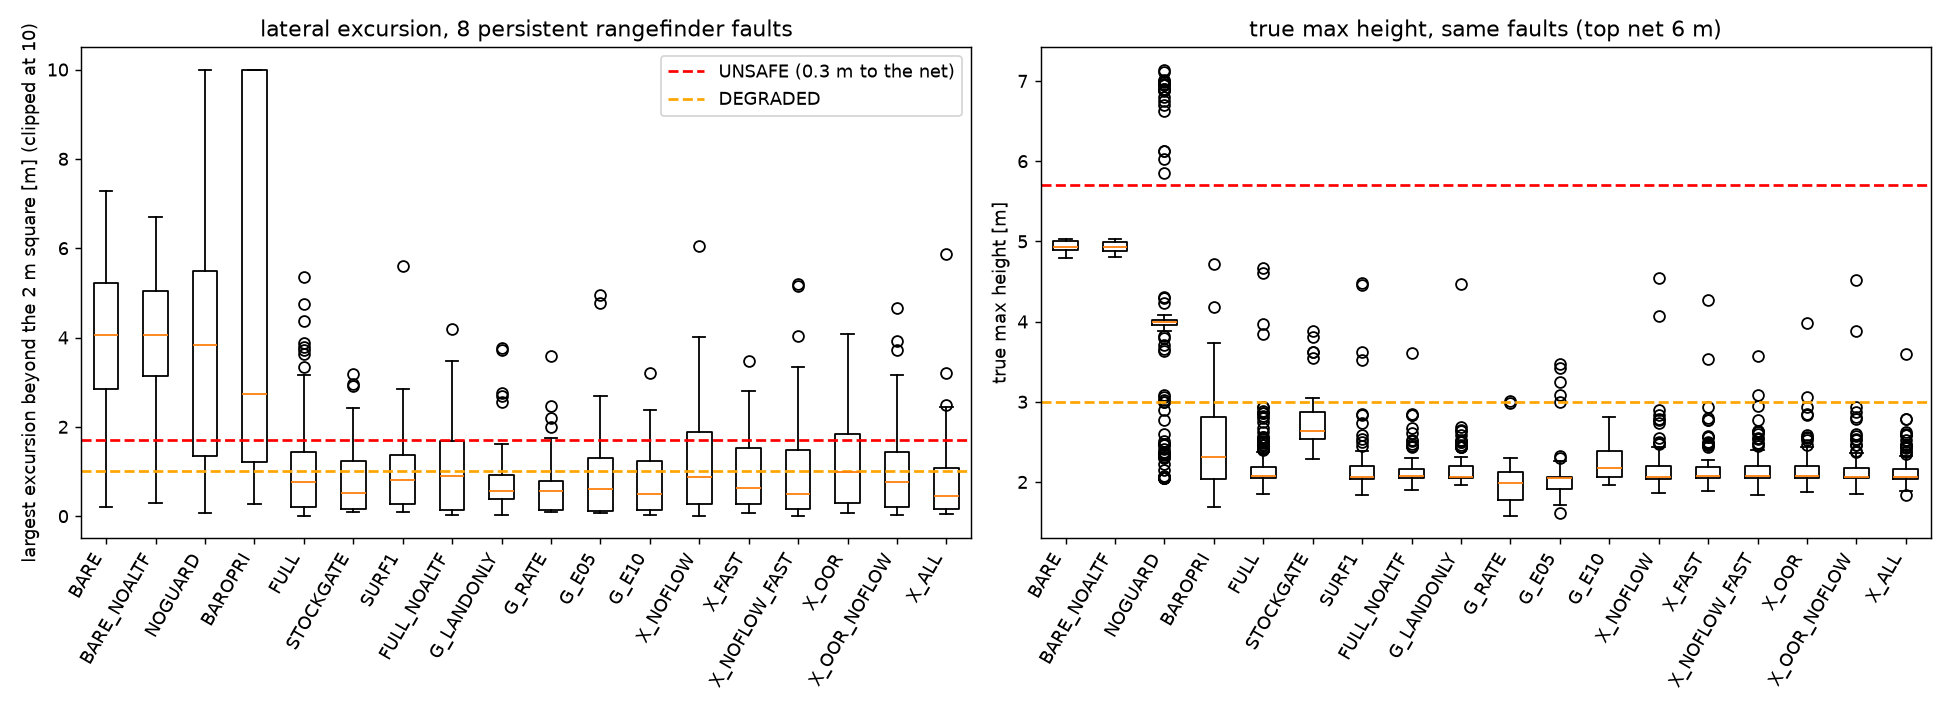 lateral excursion, 8 persistent rangefinder faults
largest excursion beyond the 2 m square [m] (clipped at 10)
10
8
6
4
2
0
UNSAFE (0.3 m to the net)
DEGRADED
BARE
BARE_NOALTF
NOGUARD
BAROPRI
FULL
STOCKGATE
SURF1
FULL_NOALTF
G_LANDONLY
G_RATE
G_E05
G_E10
X_NOFLOW
X_FAST
X_NOFLOW_FAST
X_OOR
X_OOR_NOFLOW
X_ALL
true max height, same faults (top net 6 m)
true max height [m]
7
6
5
4
3
2
BARE
BARE_NOALTF
NOGUARD
BAROPRI
FULL
STOCKGATE
SURF1
FULL_NOALTF
G_LANDONLY
G_RATE
G_E05
G_E10
X_NOFLOW
X_FAST
X_NOFLOW_FAST
X_OOR
X_OOR_NOFLOW
X_ALL